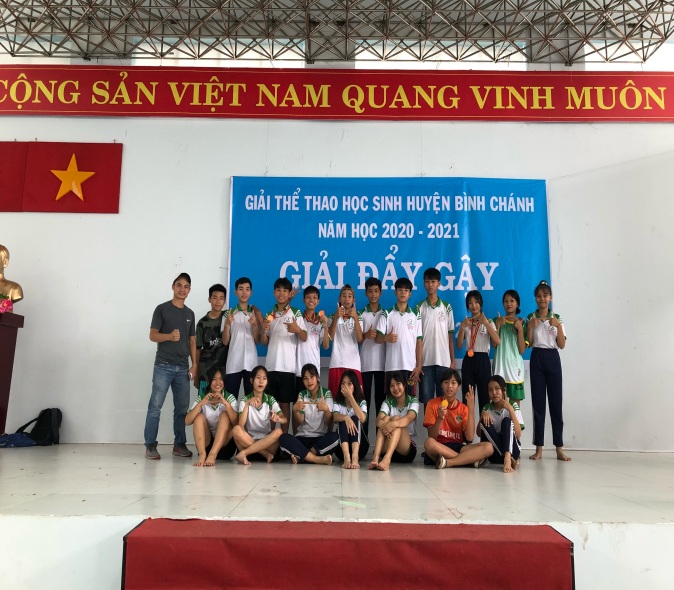 CỘNG SẢN VIỆT NAM QUANG VINH MUÔN
GIẢI THỂ THAO HỌC SINH HUYỆN BÌNH CHÁNH
NĂM HỌC 2020 - 2021
GIẢI ĐẨY GẬY